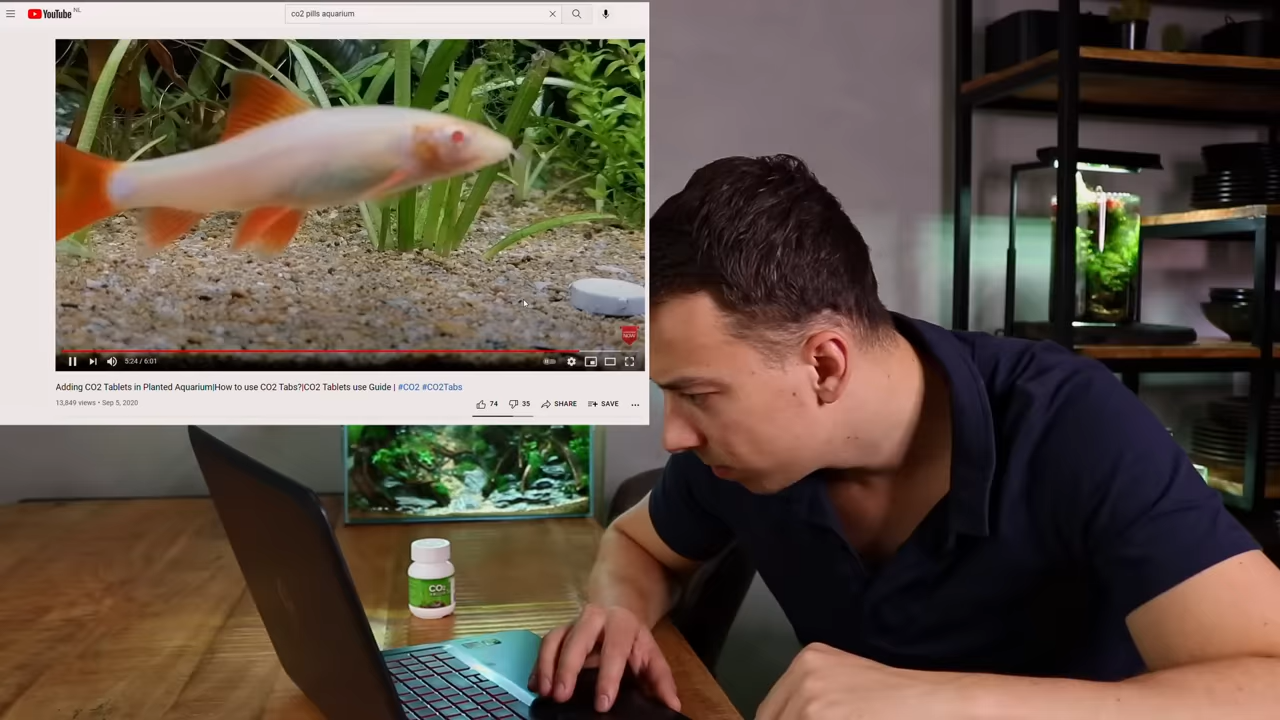 YouTube NL
co2 pills aquarium
NOW
5:24 / 6:01
Adding CO2 Tablets in Planted Aquarium|How to use CO2 Tabs?|CO2 Tablets use Guide | #CO2 #CO2Tabs
13,849 views • Sep 5, 2020
74
35
SHARE
SAVE
CO2